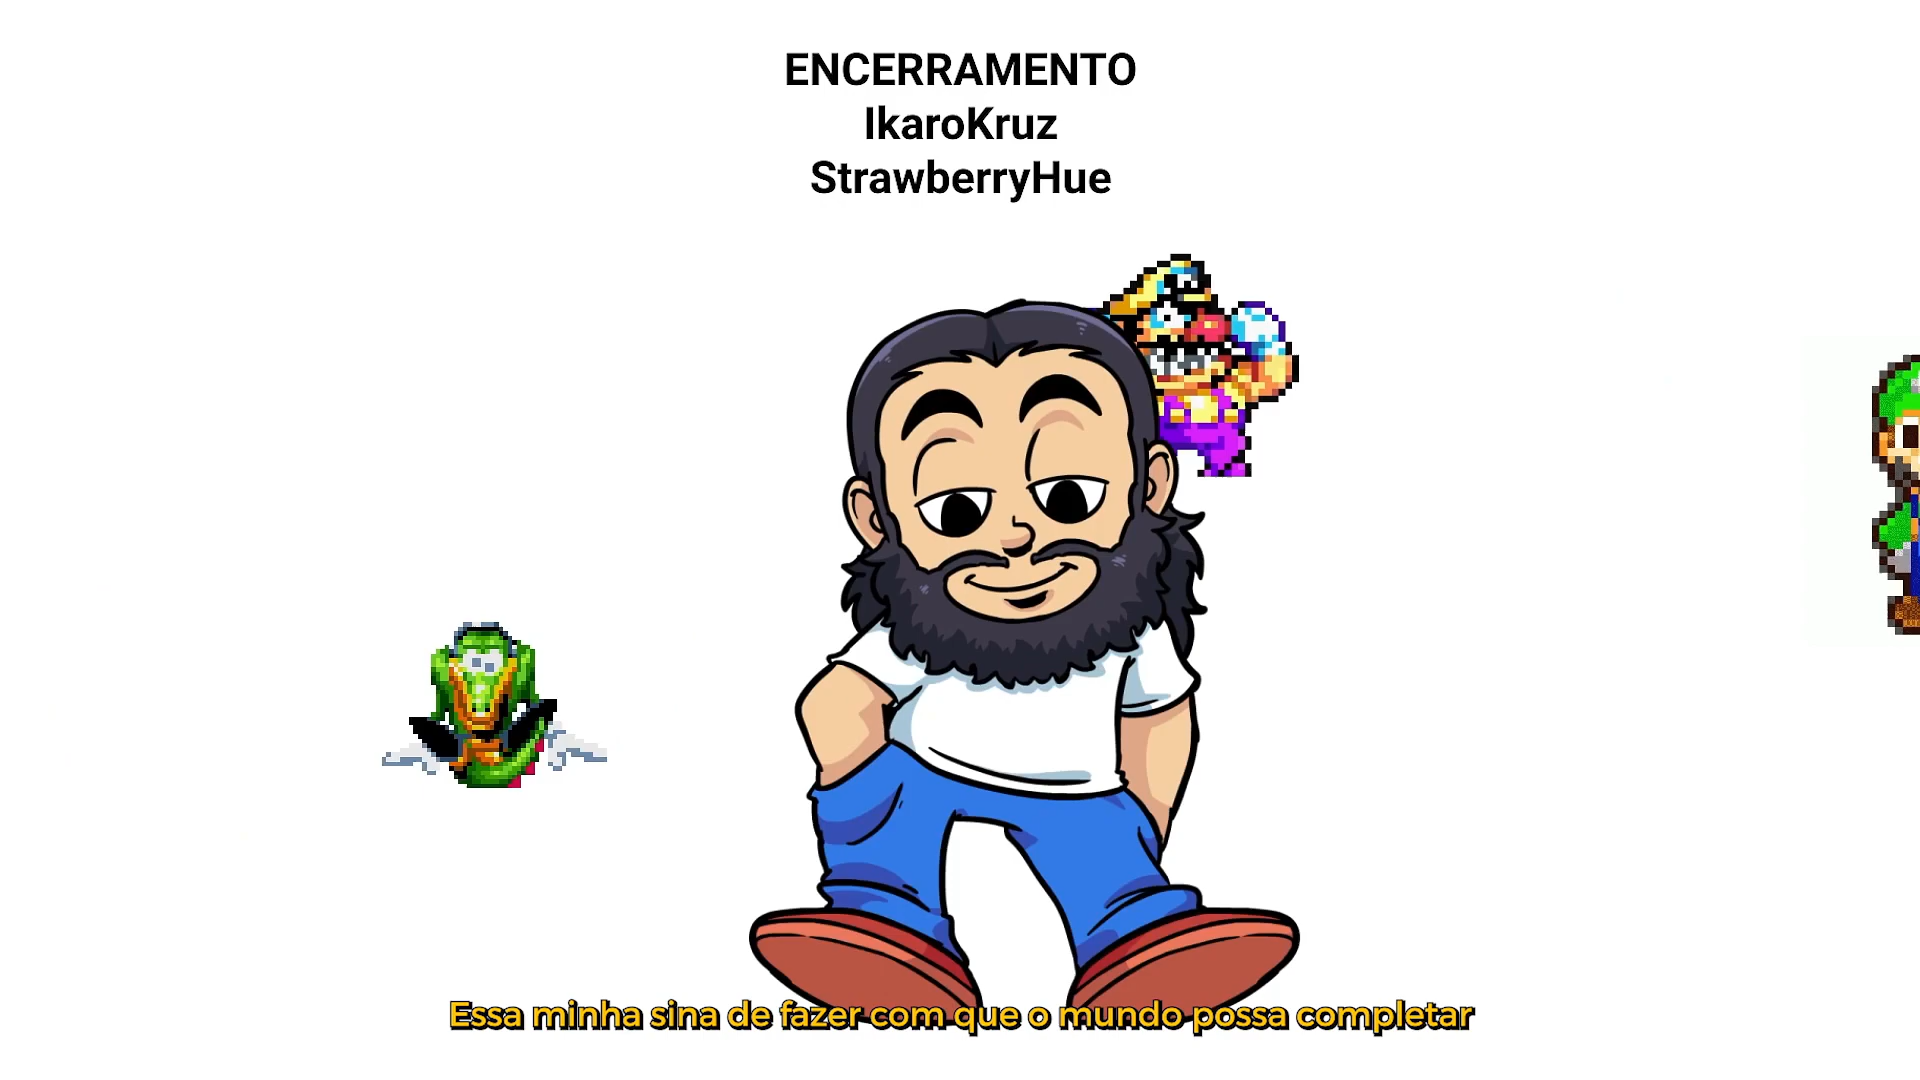 ENCERRAMENTO
IkaroKruz
StrawberryHue
Essa minha sina de fazer com que o mundo possa completar